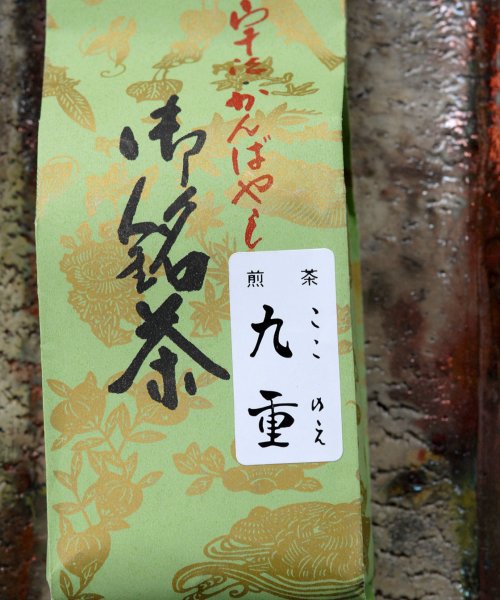 宇治かんばやし
御銘茶
煎茶
九重
ここのえ